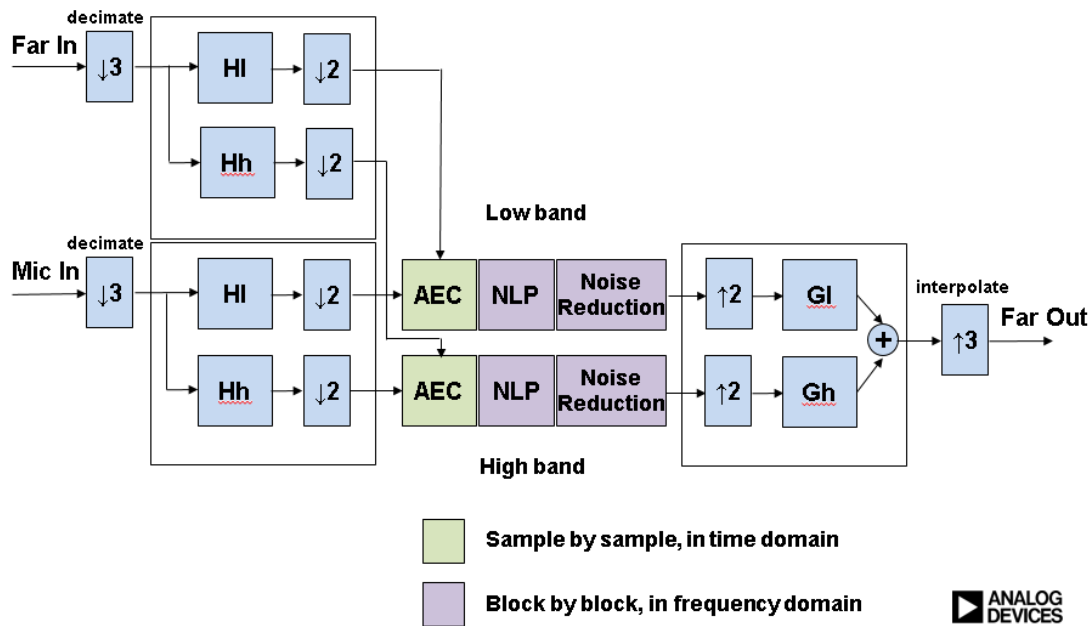 decimate
Far In
↓3
Hl
↓2
Hh
↓2
Low band
decimate
Mic In
↓3
Hl
↓2
AEC
NLP
Noise
Reduction
↑2
Gl
interpolate
Far Out
+
↑3
Hh
↓2
AEC
NLP
Noise
Reduction
↑2
Gh
High band
Sample by sample, in time domain
Block by block, in frequency domain
ANALOG
DEVICES